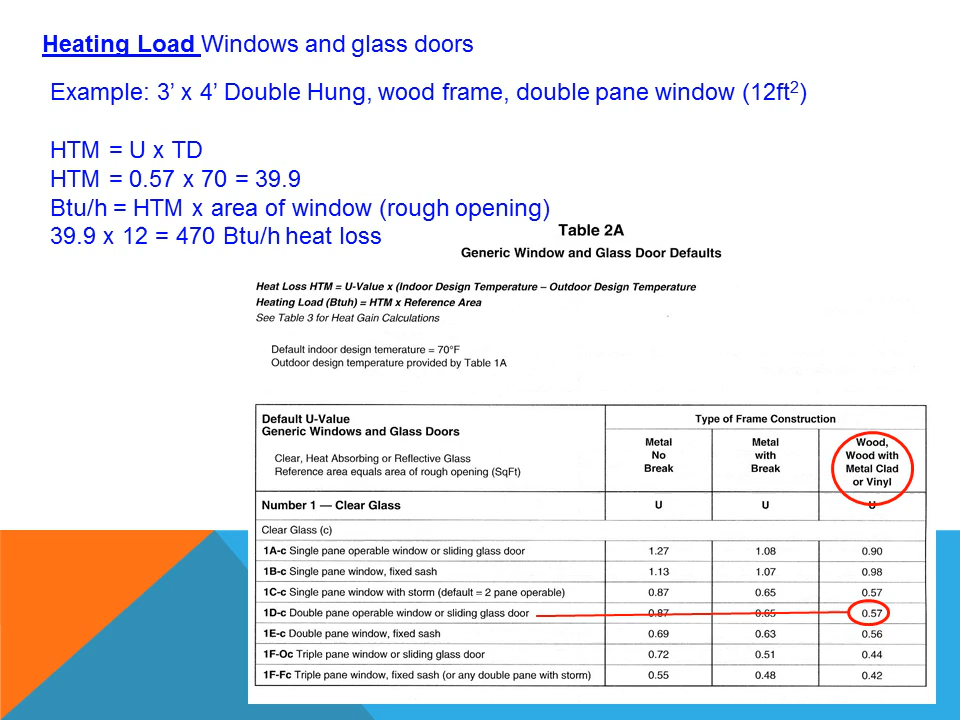 Heating Load Windows and glass doors
Example: 3’ x 4’ Double Hung, wood frame, double pane window (12ft²)
HTM = U x TD
HTM = 0.57 x 70 = 39.9
Btu/h = HTM x area of window (rough opening)
39.9 x 12 = 470 Btu/h heat loss
Table 2A
Generic Window and Glass Door Defaults
Heat Loss HTM = U-Value x (Indoor Design Temperature – Outdoor Design Temperature
Heating Load (Btuh) = HTM x Reference Area
See Table 3 for Heat Gain Calculations
Default indoor design temerature = 70°F
Outdoor design temperature provided by Table 1A
Default U-Value
Generic Windows and Glass Doors
Clear, Heat Absorbing or Reflective Glass
Reference area equals area of rough opening (SqFt)
Type of Frame Construction
Metal
No
Break
Metal
with
Break
Wood,
Wood with
Metal Clad
or Vinyl
Number 1 — Clear Glass U U U
Clear Glass (c)
1A-c Single pane operable window or sliding glass door 1.27 1.08 0.90
1B-c Single pane window, fixed sash 1.13 1.07 0.98
1C-c Single pane window with storm (default = 2 pane operable) 0.87 0.65 0.57
1D-c Double pane operable window or sliding glass door 0.87 0.65 0.57
1E-c Double pane window, fixed sash 0.69 0.63 0.56
1F-Oc Triple pane window or sliding glass door 0.72 0.51 0.44
1F-Fc Triple pane window, fixed sash (or any double pane with storm) 0.55 0.48 0.42